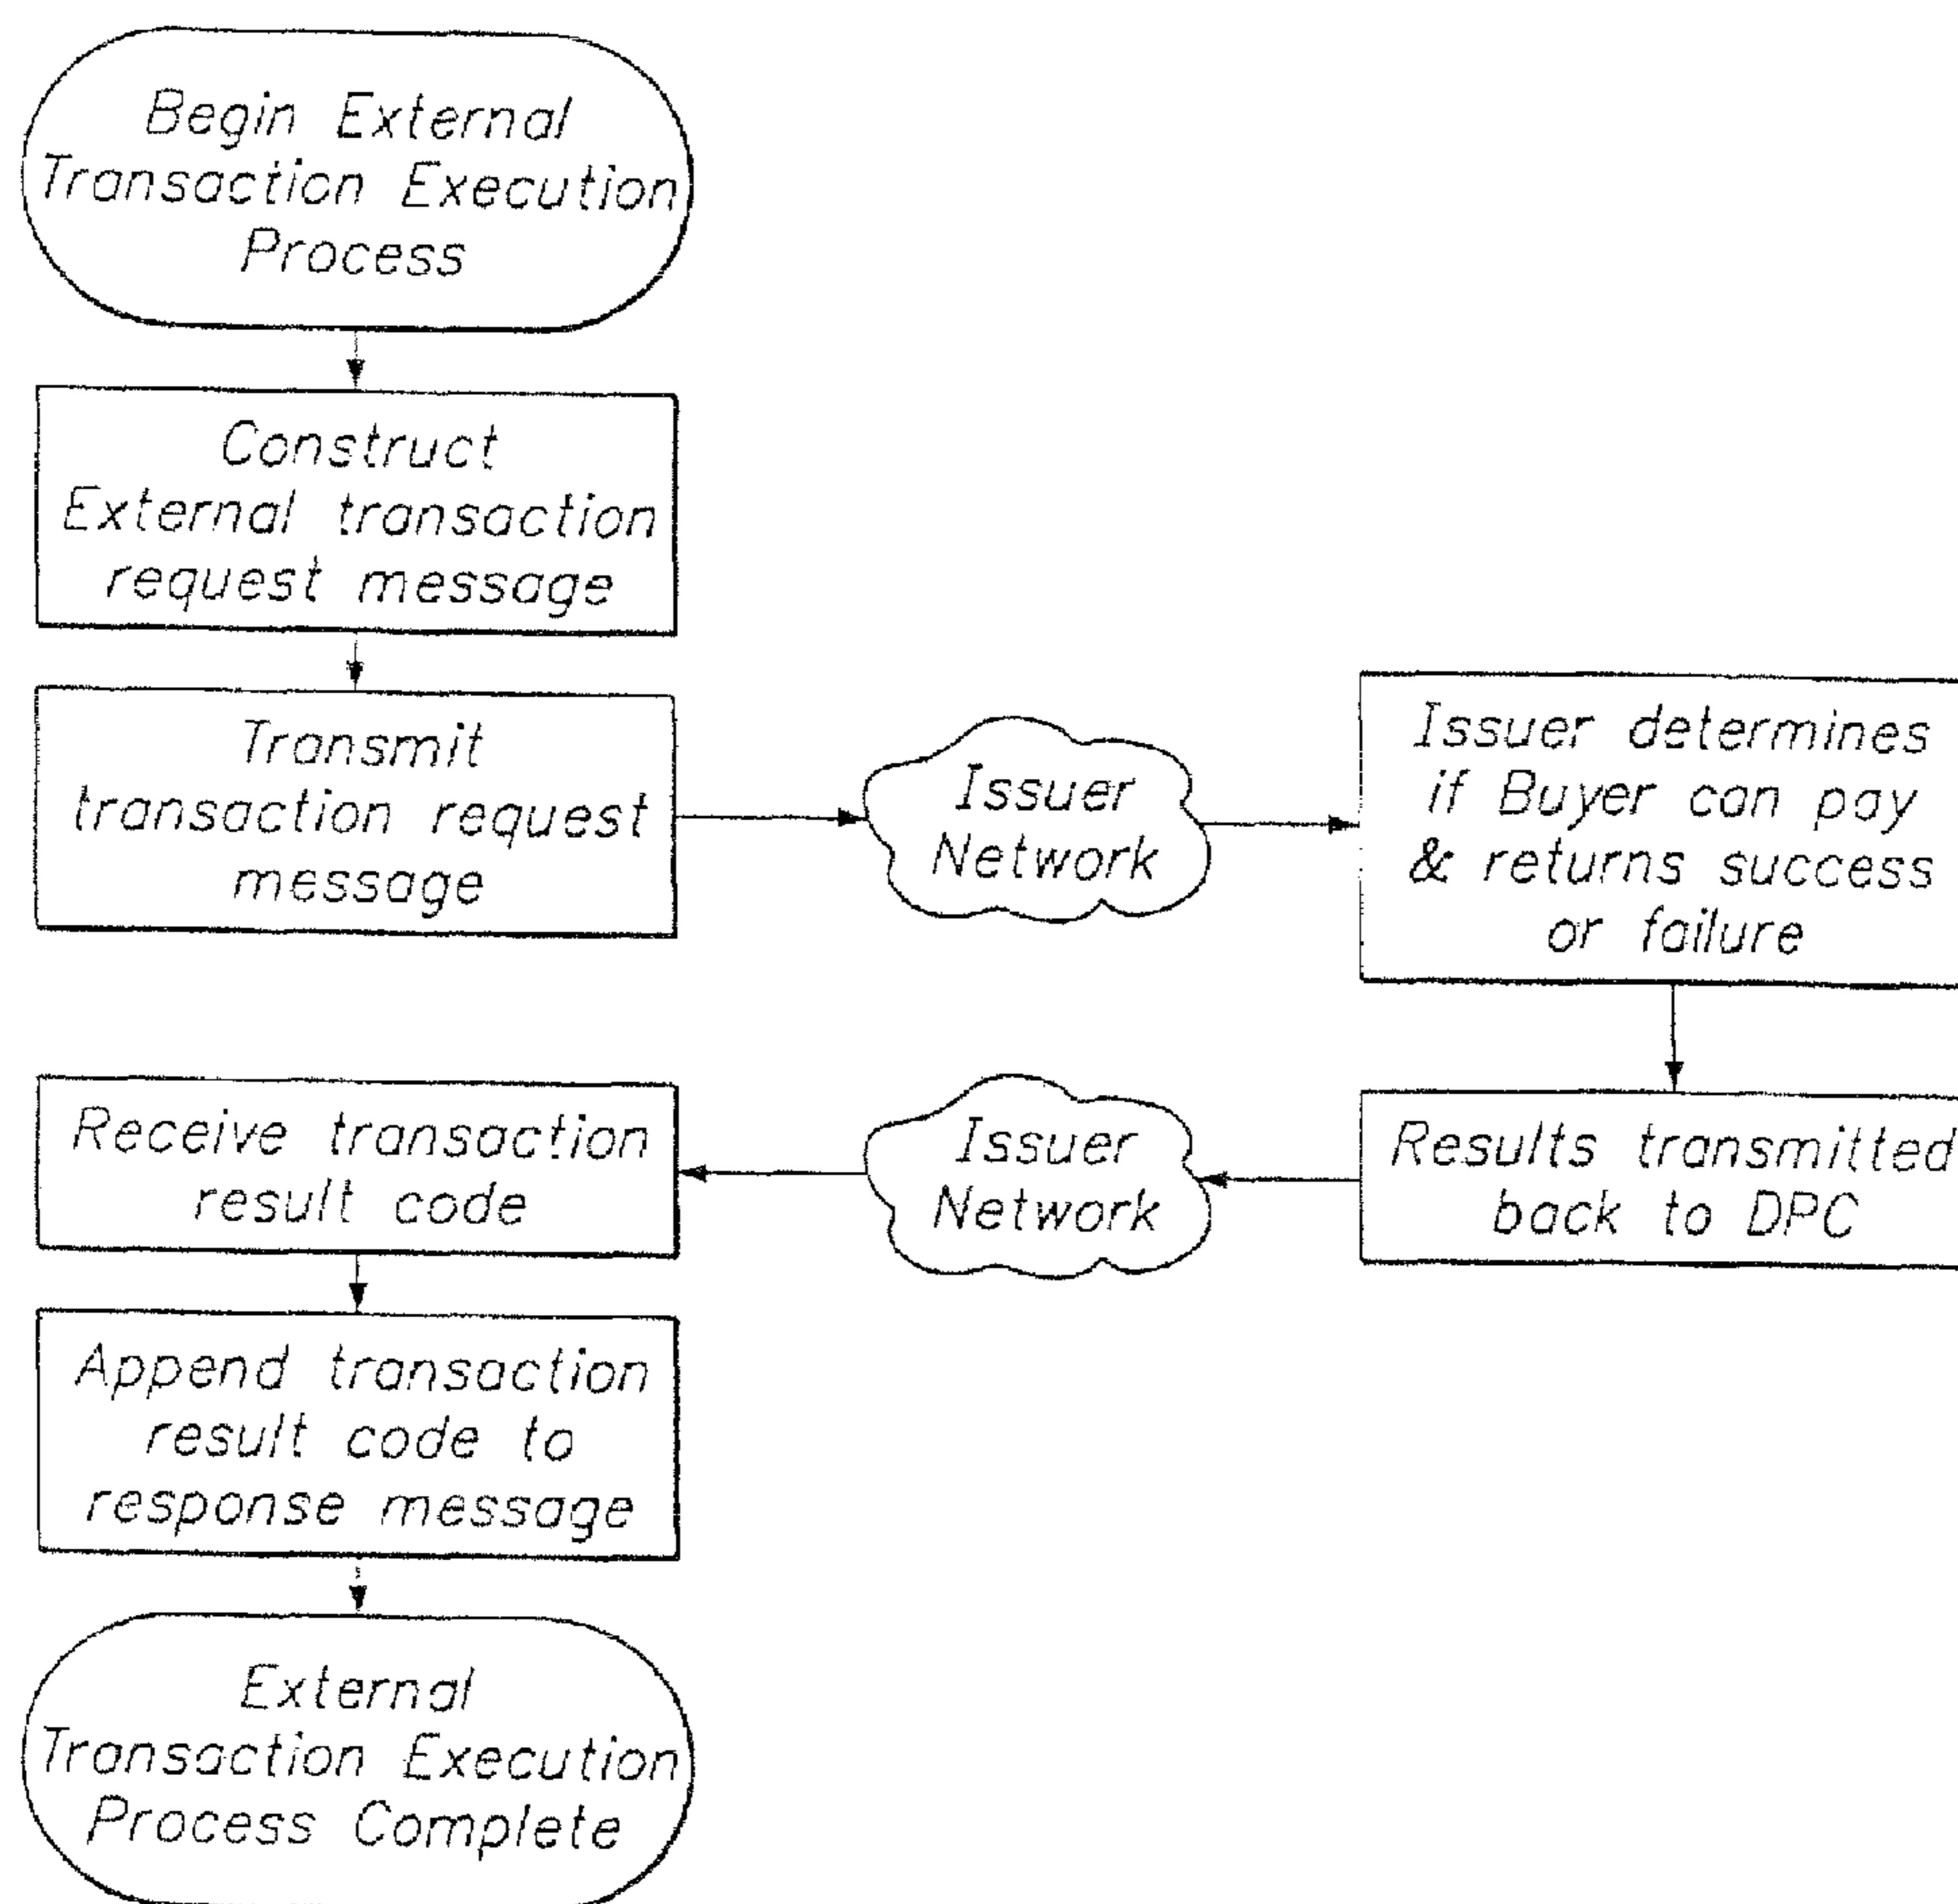 Begin External
Transaction Execution
Process
Construct
External transaction
request message
Transmit
transaction request
message
Issuer
Network
Issuer determines
if Buyer can pay
& returns success
or failure
Results transmitted
back to DPC
Issuer
Network
Receive transaction
result code
Append transaction
result code to
response message
External
Transaction Execution
Process Complete